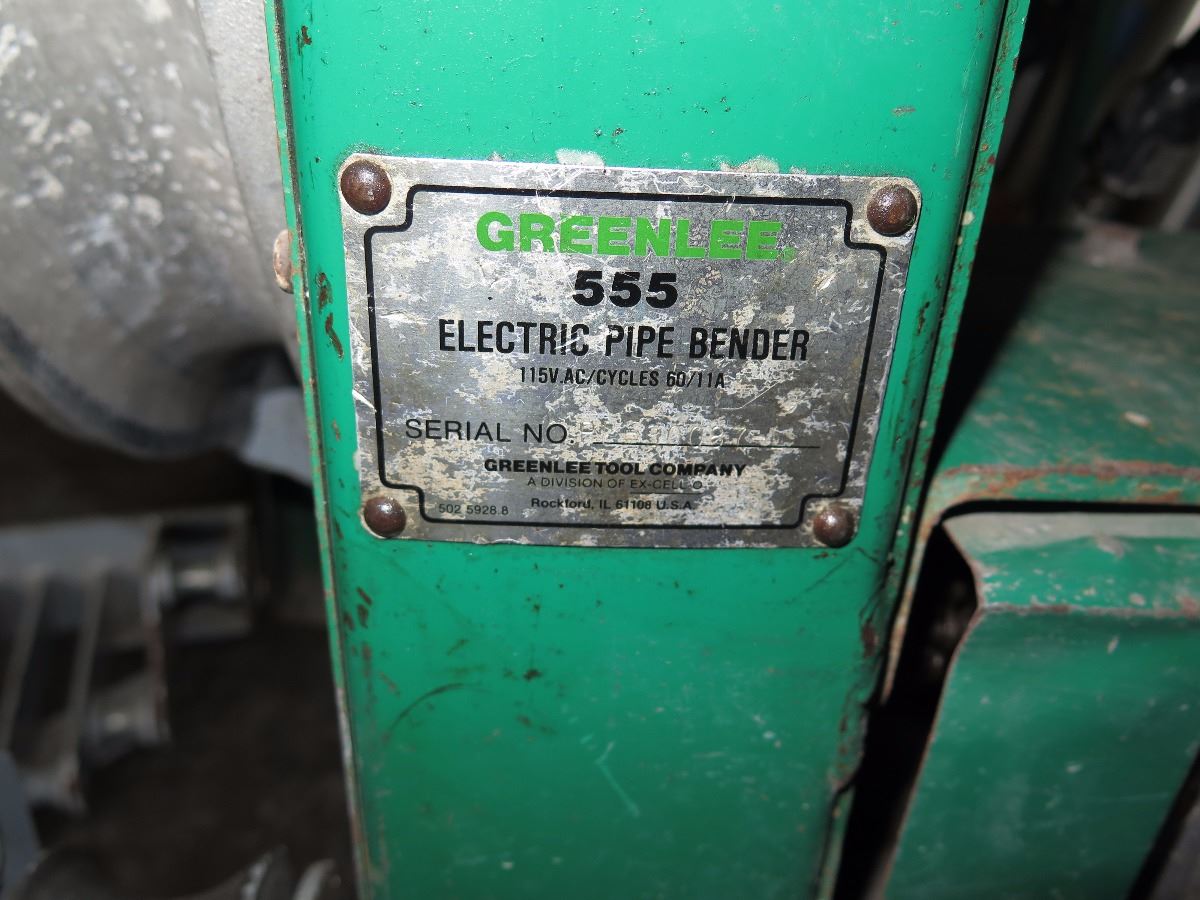 GREENLEE®
555
ELECTRIC PIPE BENDER
115V.AC/CYCLES 60/11A
SERIAL NO.
GREENLEE TOOL COMPANY
A DIVISION OF EX-CELL-O
Rockford, IL 61108 U.S.A.
502 5928.8